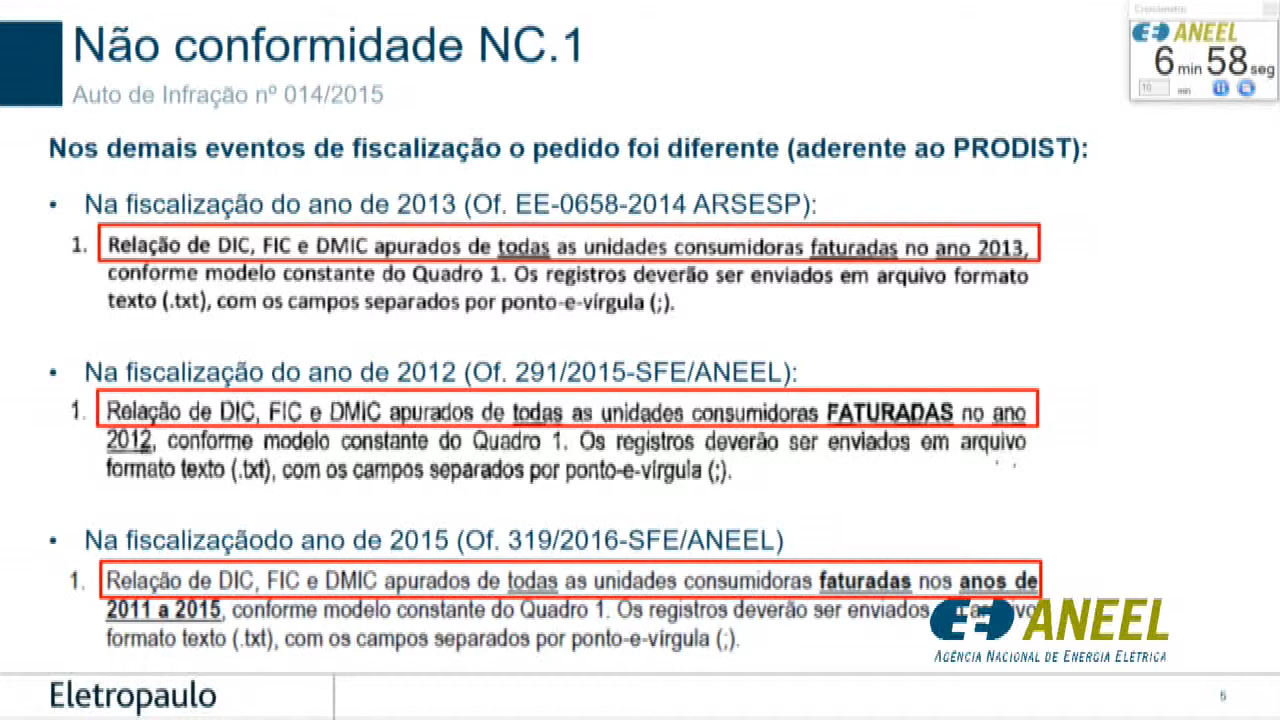 Não conformidade NC.1
Auto de Infração nº 014/2015
Cronômetro
ANEEL
6 min 58 seg
10 min
Nos demais eventos de fiscalização o pedido foi diferente (aderente ao PRODIST):
• Na fiscalização do ano de 2013 (Of. EE-0658-2014 ARSESP):
1. Relação de DIC, FIC e DMIC apurados de todas as unidades consumidoras faturadas no ano 2013,
conforme modelo constante do Quadro 1. Os registros deverão ser enviados em arquivo formato
texto (.txt), com os campos separados por ponto-e-vírgula (;).
• Na fiscalização do ano de 2012 (Of. 291/2015-SFE/ANEEL):
1. Relação de DIC, FIC e DMIC apurados de todas as unidades consumidoras FATURADAS no ano
2012, conforme modelo constante do Quadro 1. Os registros deverão ser enviados em arquivo
formato texto (.txt), com os campos separados por ponto-e-vírgula (;).
• Na fiscalizaçãodo ano de 2015 (Of. 319/2016-SFE/ANEEL)
1. Relação de DIC, FIC e DMIC apurados de todas as unidades consumidoras faturadas nos anos de
2011 a 2015, conforme modelo constante do Quadro 1. Os registros deverão ser enviados
formato texto (.txt), com os campos separados por ponto-e-vírgula (;).
ANEEL
AGÊNCIA NACIONAL DE ENERGIA ELÉTRICA
Eletropaulo
6